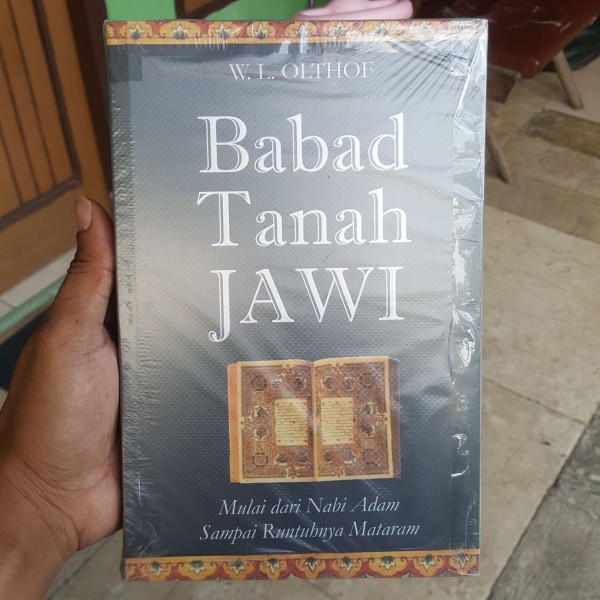 W. L. OLTHOF
Babad
Tanah
JAWI
Mulai dari Nabi Adam
Sampai Runtuhnya Mataram